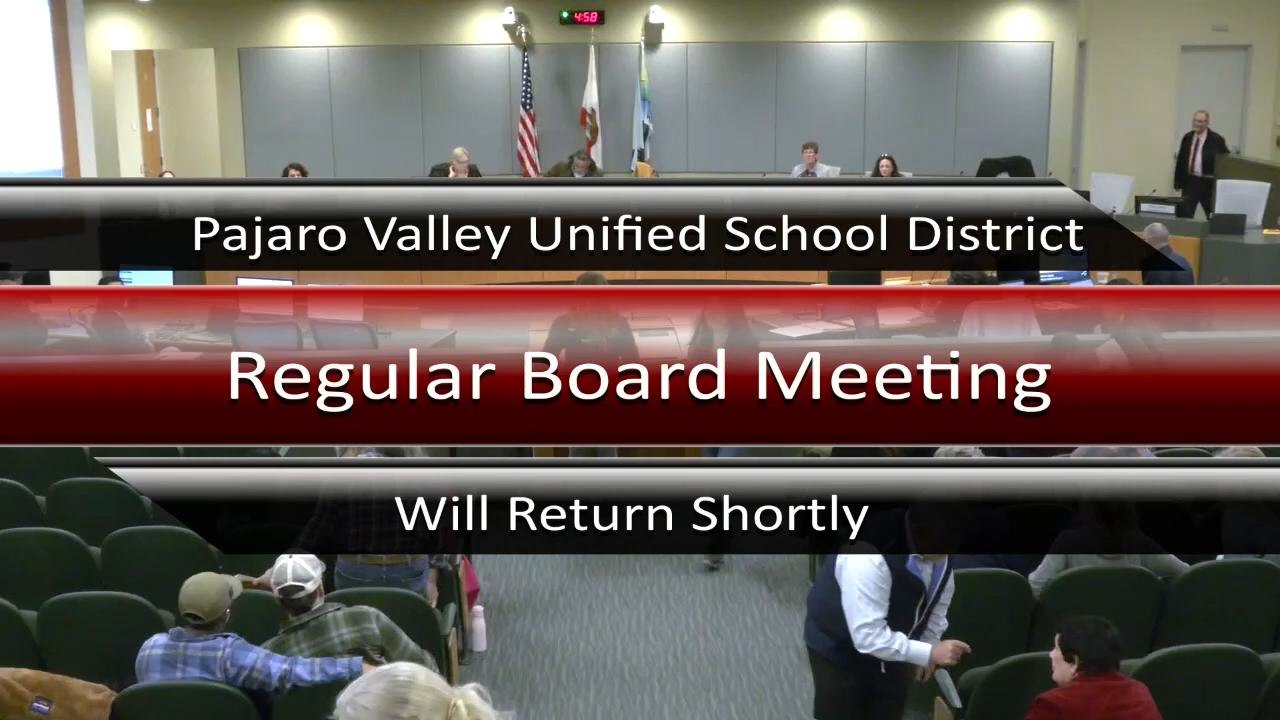 4:58
Pajaro Valley Unified School District
Regular Board Meeting
Will Return Shortly